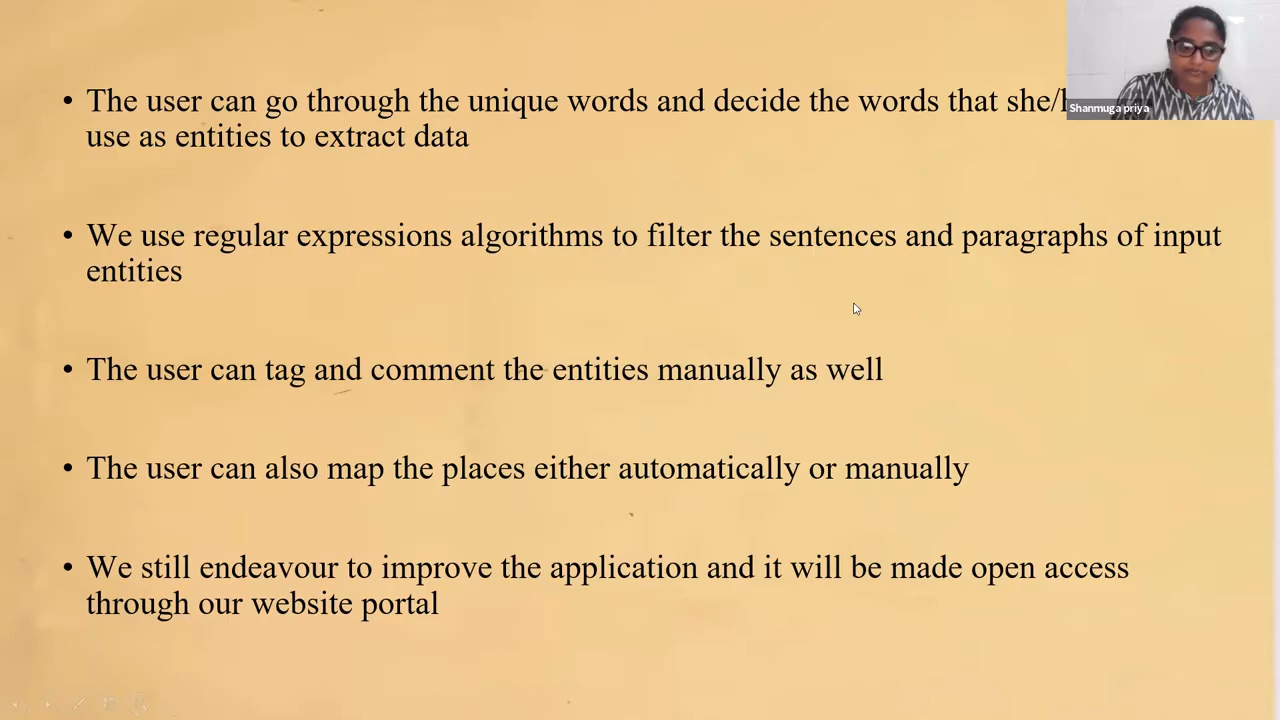 • The user can go through the unique words and decide the words that she/
use as entities to extract data
• We use regular expressions algorithms to filter the sentences and paragraphs of input
entities
• The user can tag and comment the entities manually as well
• The user can also map the places either automatically or manually
• We still endeavour to improve the application and it will be made open access
through our website portal
Shanmuga priya